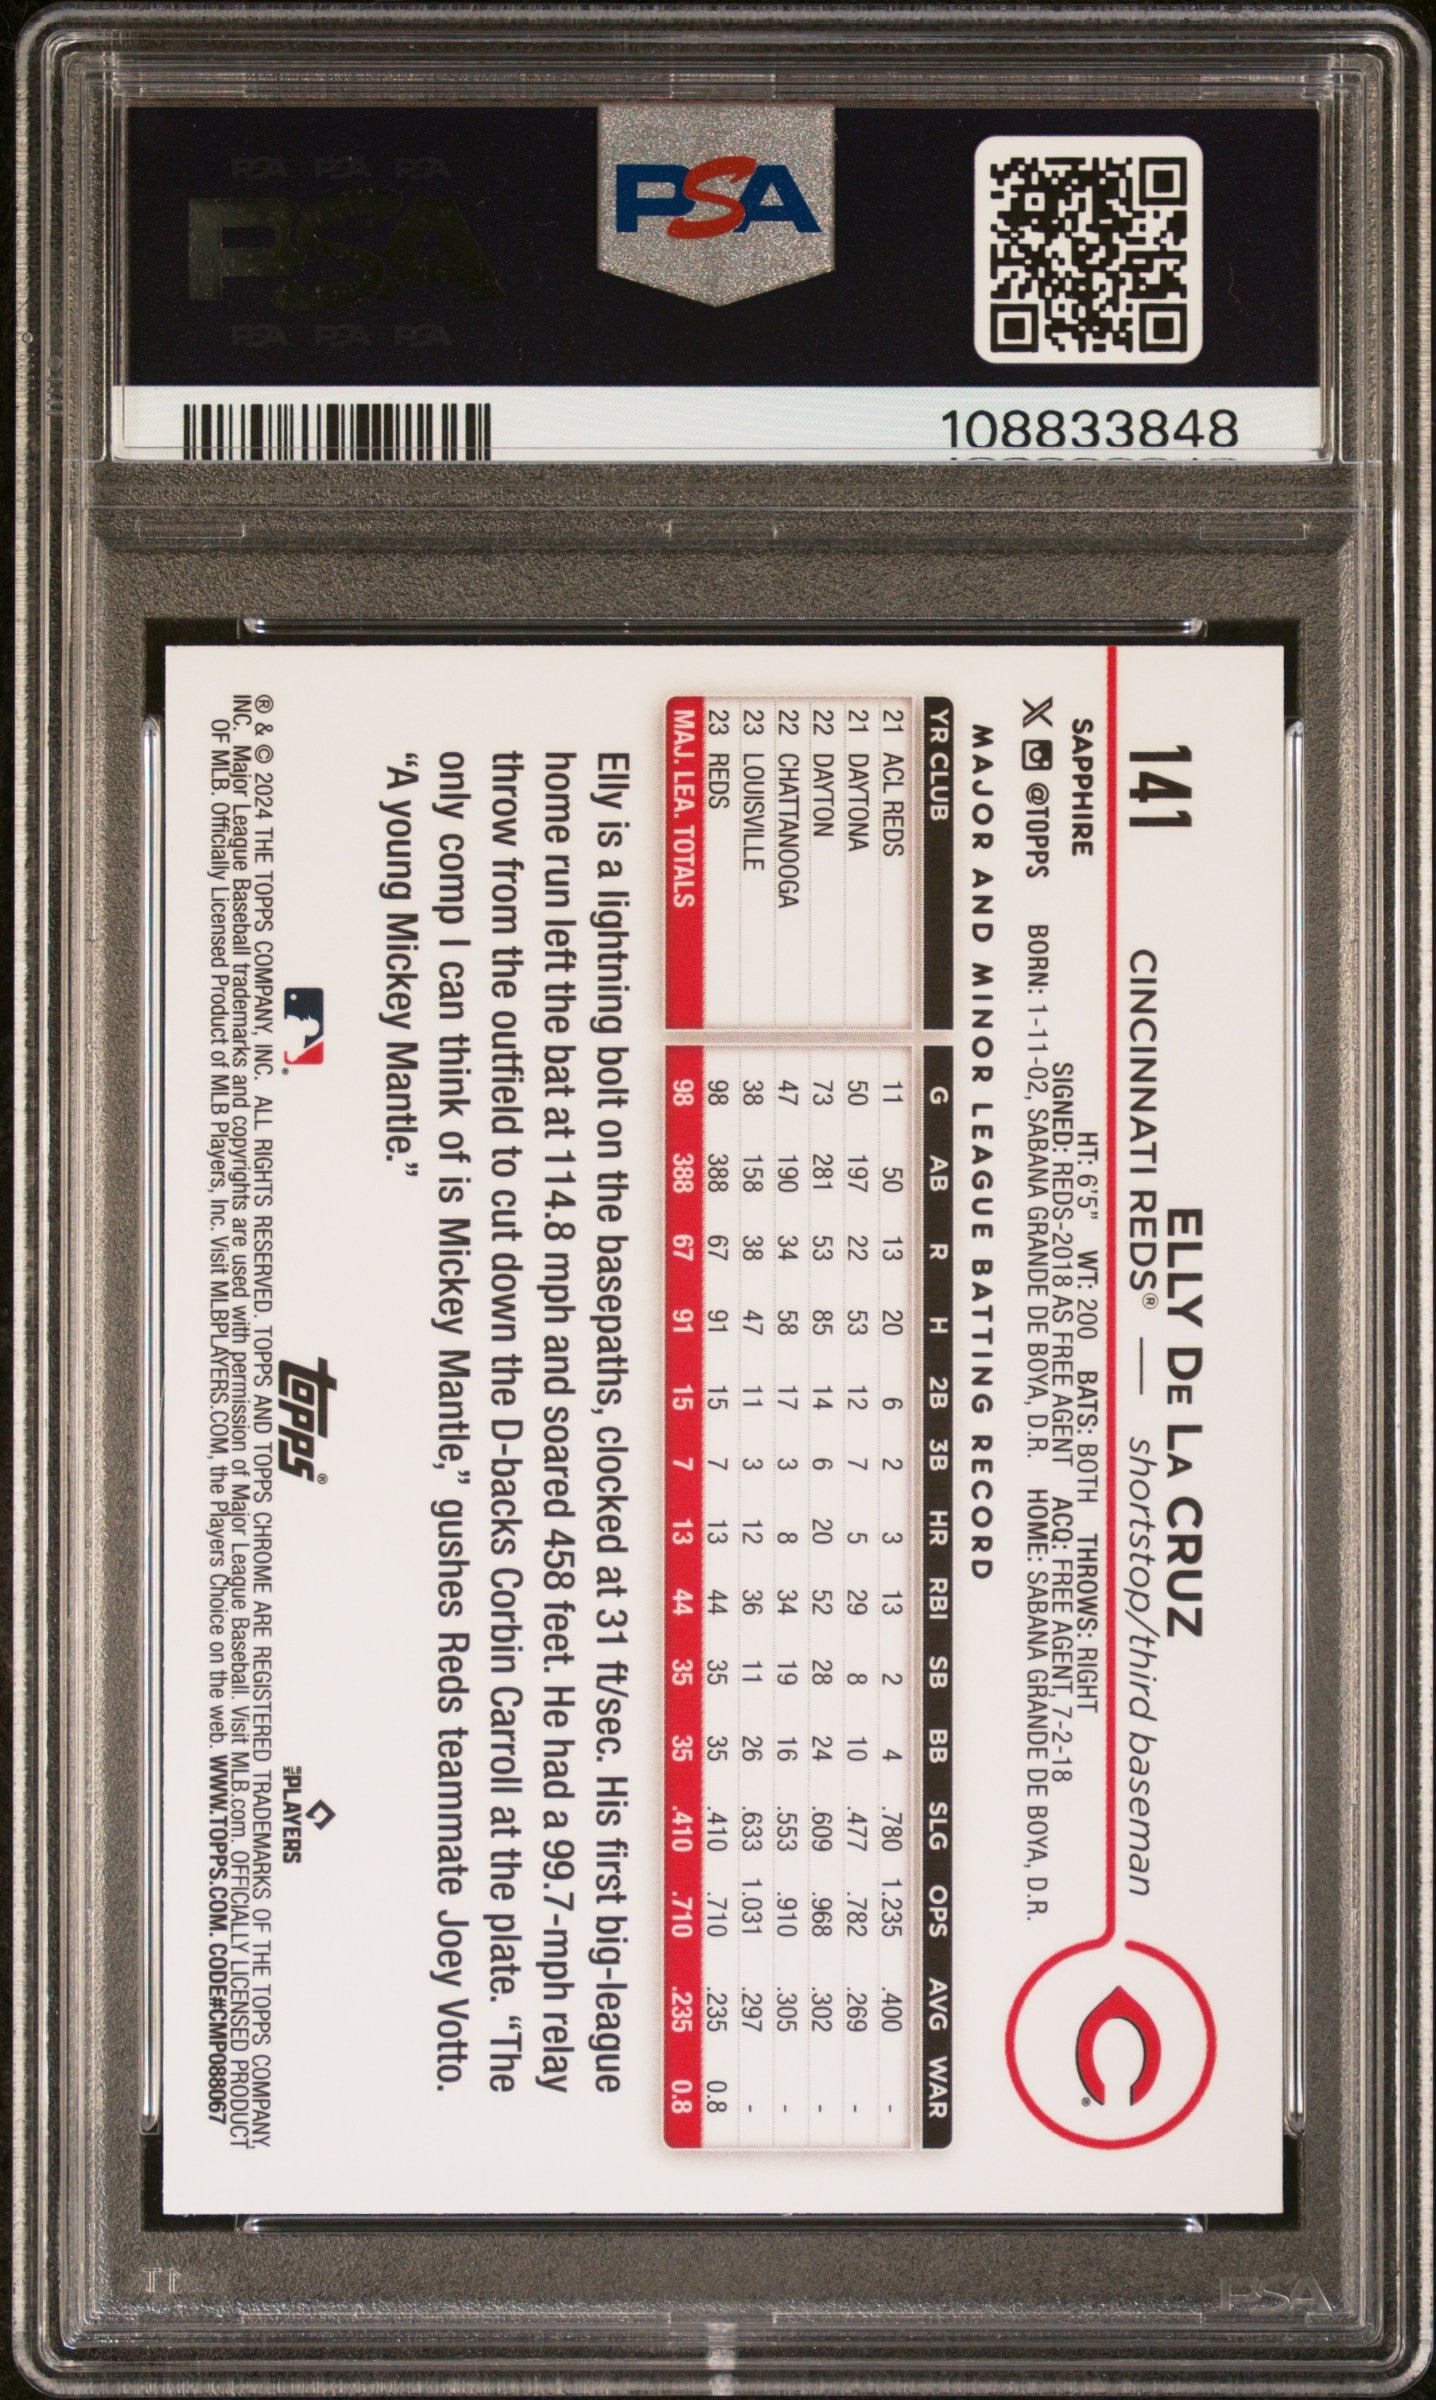 PSA PSA PSA
PSA
PSA PSA PSA
PSA
108833848
141
ELLY DE LA CRUZ
CINCINNATI REDS® — shortstop/third baseman
SAPPHIRE
HT: 6'5" WT: 200 BATS: BOTH THROWS: RIGHT
SIGNED: REDS-2018 AS FREE AGENT ACQ: FREE AGENT, 7-2-18
@TOPPS BORN: 1-11-02, SABANA GRANDE DE BOYA, D.R. HOME: SABANA GRANDE DE BOYA, D.R.
C®
MAJOR AND MINOR LEAGUE BATTING RECORD
YR CLUB G AB R H 2B 3B HR RBI SB BB SLG OPS AVG WAR
21 ACL REDS 11 50 13 20 6 2 3 13 2 4 .780 1.235 .400 -
21 DAYTONA 50 197 22 53 12 7 5 29 8 10 .477 .782 .269 -
22 DAYTON 73 281 53 85 14 6 20 52 28 24 .609 .968 .302 -
22 CHATTANOOGA 47 190 34 58 17 3 8 34 19 16 .553 .910 .305 -
23 LOUISVILLE 38 158 38 47 11 3 12 36 11 26 .633 1.031 .297 -
23 REDS 98 388 67 91 15 7 13 44 35 35 .410 .710 .235 0.8
MAJ. LEA. TOTALS 98 388 67 91 15 7 13 44 35 35 .410 .710 .235 0.8
Elly is a lightning bolt on the basepaths, clocked at 31 ft/sec. His first big-league
home run left the bat at 114.8 mph and soared 458 feet. He had a 99.7-mph relay
throw from the outfield to cut down the D-backs Corbin Carroll at the plate. “The
only comp I can think of is Mickey Mantle,” gushes Reds teammate Joey Votto.
“A young Mickey Mantle.”
topps®
MLB PLAYERS
® & © 2024 THE TOPPS COMPANY, INC. ALL RIGHTS RESERVED. TOPPS AND TOPPS CHROME ARE REGISTERED TRADEMARKS OF THE TOPPS COMPANY,
INC. Major League Baseball trademarks and copyrights are used with permission of Major League Baseball. Visit MLB.com. OFFICIALLY LICENSED PRODUCT
OF MLB. Officially Licensed Product of MLB Players, Inc. Visit MLBPLAYERS.COM, the Players Choice on the web. WWW.TOPPS.COM. CODE#CMP088067
PSA